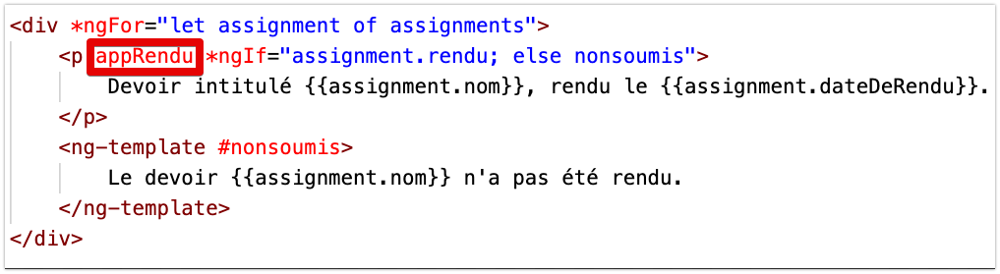 <div *ngFor="let assignment of assignments">
<p appRendu *ngIf="assignment.rendu; else nonsoumis">
Devoir intitulé {{assignment.nom}}, rendu le {{assignment.dateDeRendu}}.
</p>
<ng-template #nonsoumis>
Le devoir {{assignment.nom}} n'a pas été rendu.
</ng-template>
</div>